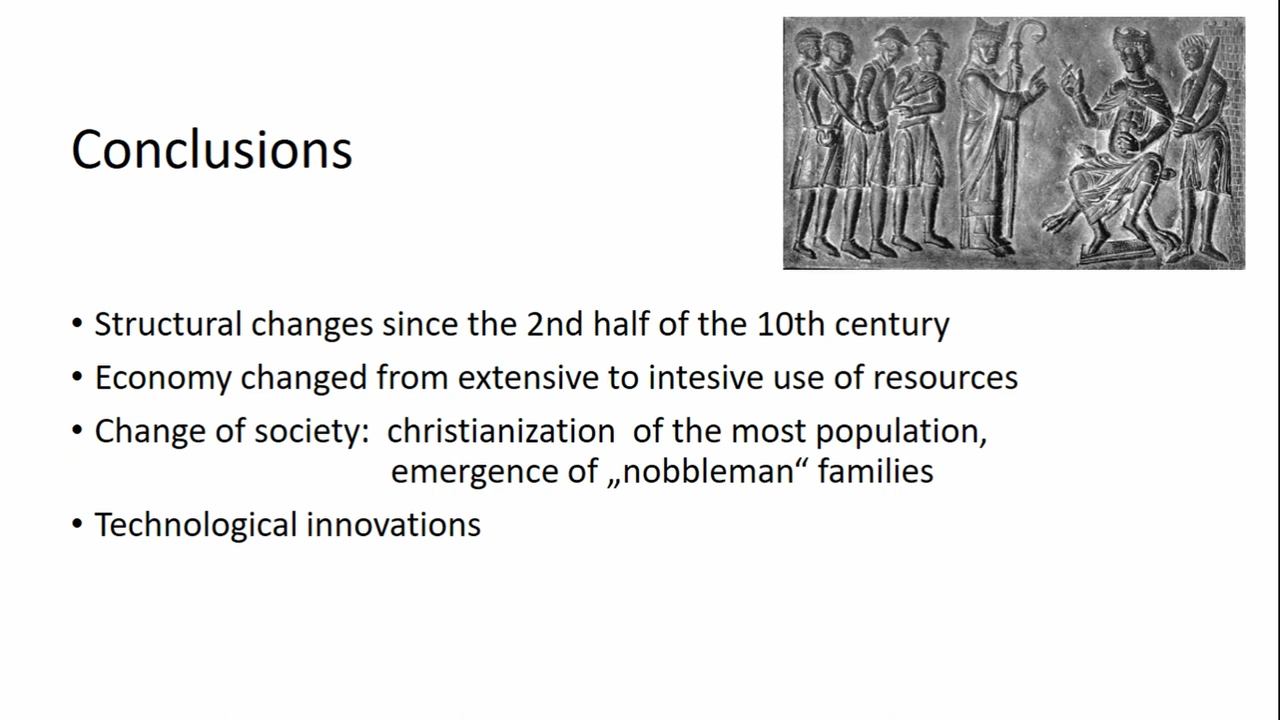 Conclusions
• Structural changes since the 2nd half of the 10th century
• Economy changed from extensive to intesive use of resources
• Change of society:  christianization  of the most population,
emergence of „nobbleman“ families
• Technological innovations